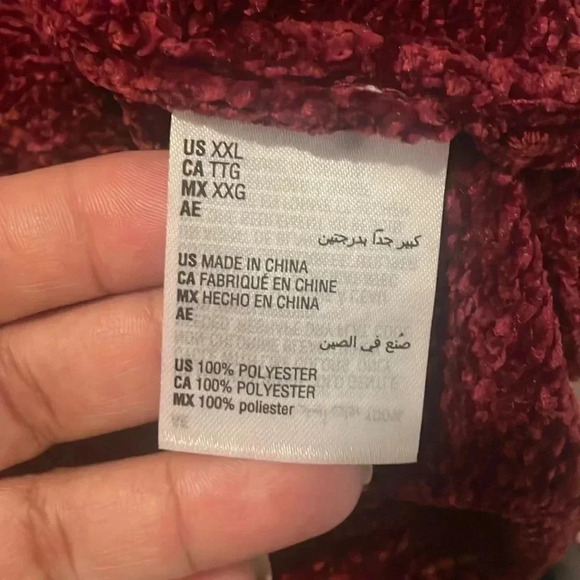 US XXL
CA TTG
MX XXG
AE
كبير جداً بدرجتين
US MADE IN CHINA
CA FABRIQUÉ EN CHINE
MX HECHO EN CHINA
AE
صُنع في الصين
US 100% POLYESTER
CA 100% POLYESTER
MX 100% poliester